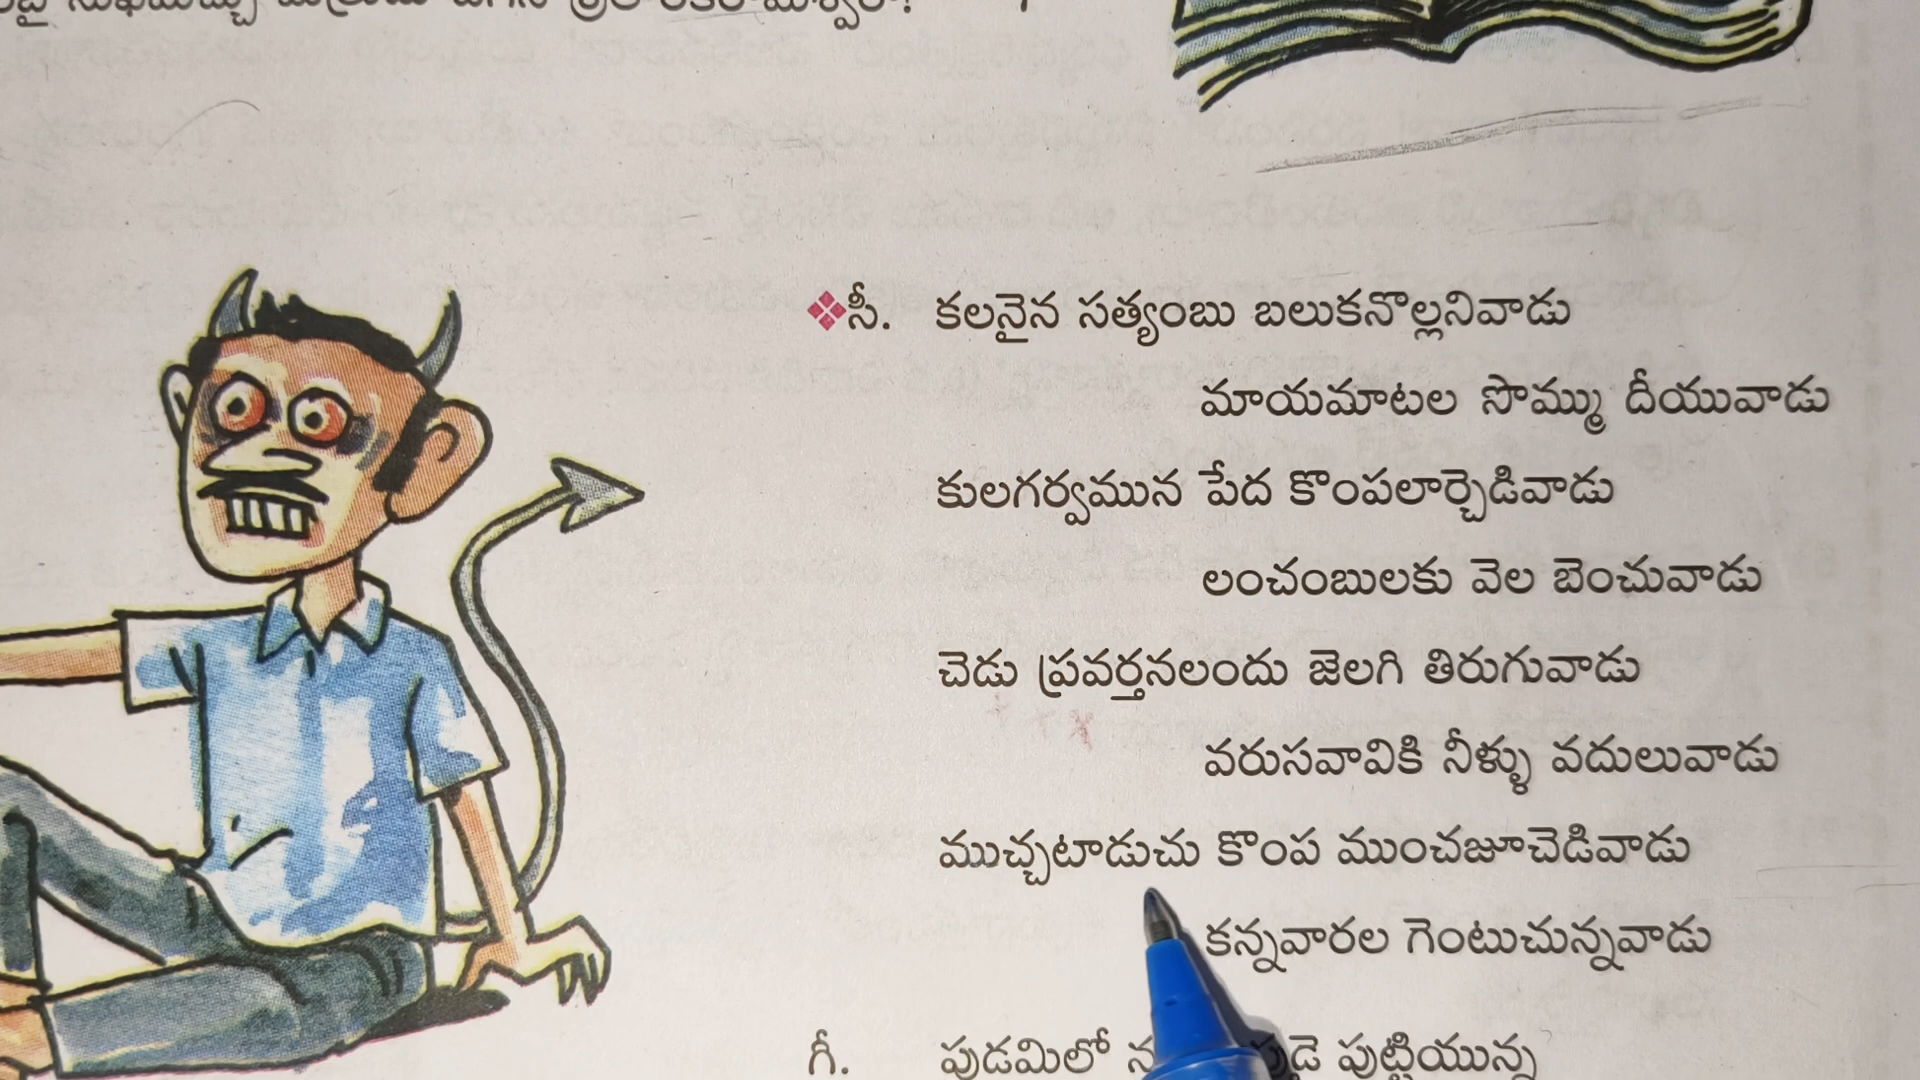 ❖సీ. కలనైన సత్యంబు బలుకనొల్లనివాడు
మాయమాటల సొమ్ము దీయువాడు
కులగర్వమున పేద కొంపలార్చెడివాడు
లంచంబులకు వెల బెంచువాడు
చెడు ప్రవర్తనలందు జెలగి తిరుగువాడు
వరుసవావికి నీళ్ళు వదులువాడు
ముచ్చటాడుచు కొంప ముంచజూచెడివాడు
కన్నవారల గెంటుచున్నవాడు
గీ. పుడమిలో పుట్టియున్న